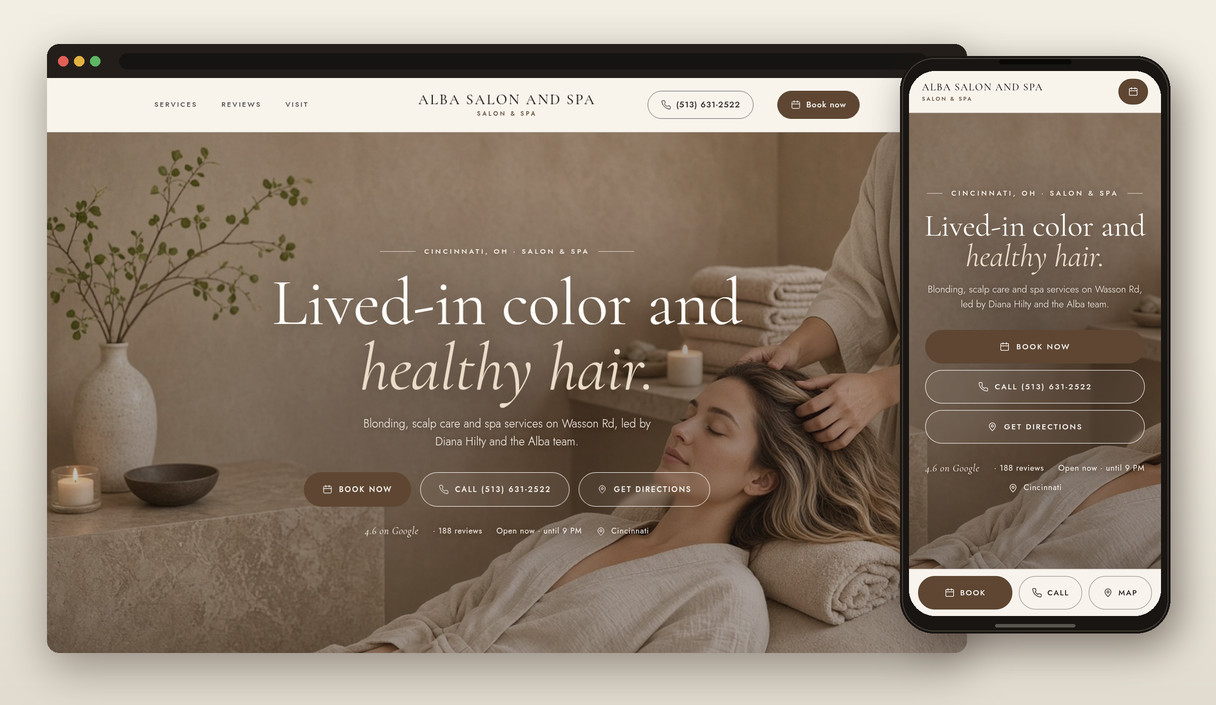 SERVICES REVIEWS VISIT
ALBA SALON AND SPA
SALON & SPA
(513) 631-2522
Book now
CINCINNATI, OH · SALON & SPA
Lived-in color and
healthy hair.
Blonding, scalp care and spa services on Wasson Rd, led by
Diana Hilty and the Alba team.
BOOK NOW
CALL (513) 631-2522
GET DIRECTIONS
4.6 on Google · 188 reviews Open now · until 9 PM Cincinnati
ALBA SALON AND SPA
SALON & SPA
CINCINNATI, OH · SALON & SPA
Lived-in color and
healthy hair.
Blonding, scalp care and spa services on Wasson Rd,
led by Diana Hilty and the Alba team.
BOOK NOW
CALL (513) 631-2522
GET DIRECTIONS
4.6 on Google · 188 reviews Open now · until 9 PM
Cincinnati
BOOK
CALL
MAP